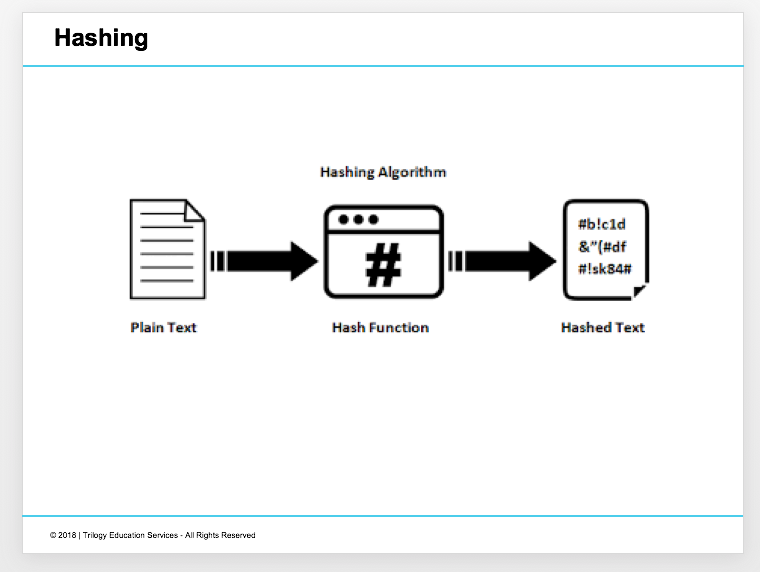 Hashing
Hashing Algorithm
#
#b!c1d
&"(#df
#!sk84#
Plain Text
Hash Function
Hashed Text
© 2018 | Trilogy Education Services - All Rights Reserved